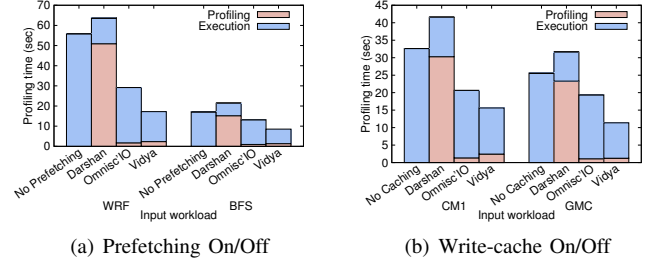 Profiling
Execution
Profiling time (sec)
70
60
50
40
30
20
10
0
No Prefetching
Darshan
Omnisc'IO
Vidya
No Prefetching
Darshan
Omnisc'IO
Vidya
WRF
BFS
Input workload
(a) Prefetching On/Off
Profiling
Execution
Profiling time (sec)
45
40
35
30
25
20
15
10
5
0
No Caching
Darshan
Omnisc'IO
Vidya
No Caching
Darshan
Omnisc'IO
Vidya
CM1
GMC
Input workload
(b) Write-cache On/Off